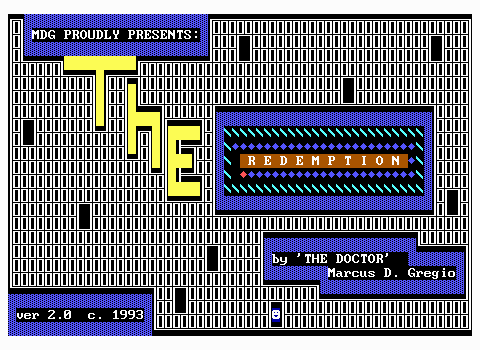 MDG PROUDLY PRESENTS:
ThE
REDEMPTION
by 'THE DOCTOR'
Marcus D. Gregio
ver 2.0 c. 1993